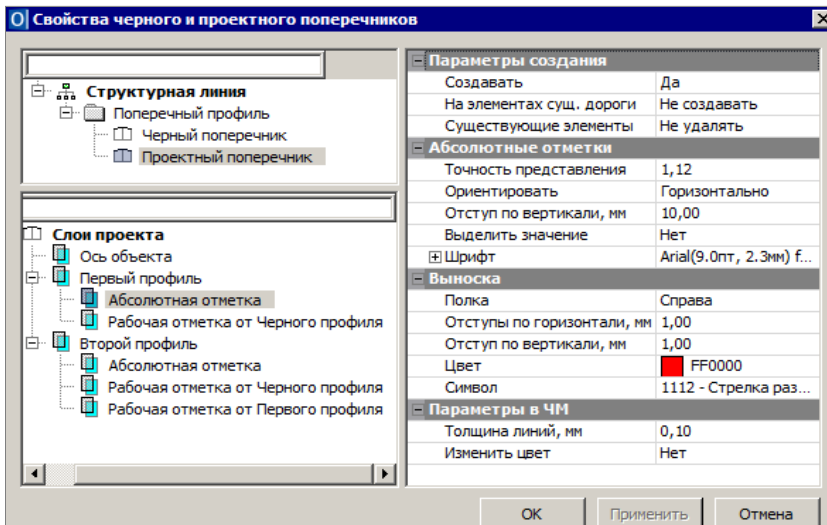 Свойства черного и проектного поперечников
Структурная линия
Поперечный профиль
Черный поперечник
Проектный поперечник
Слои проекта
Ось объекта
Первый профиль
Абсолютная отметка
Рабочая отметка от Черного профиля
Второй профиль
Абсолютная отметка
Рабочая отметка от Черного профиля
Рабочая отметка от Первого профиля
Параметры создания
Создавать Да
На элементах сущ. дороги Не создавать
Существующие элементы Не удалять
Абсолютные отметки
Точность представления 1,12
Ориентировать Горизонтально
Отступ по вертикали, мм 10,00
Выделить значение Нет
Шрифт Arial(9.0пт, 2.3мм) f...
Выноска
Полка Справа
Отступы по горизонтали, мм 1,00
Отступ по вертикали, мм 1,00
Цвет FF0000
Символ 1112 - Стрелка раз...
Параметры в ЧМ
Толщина линий, мм 0,10
Изменить цвет Нет
ОК Применить Отмена